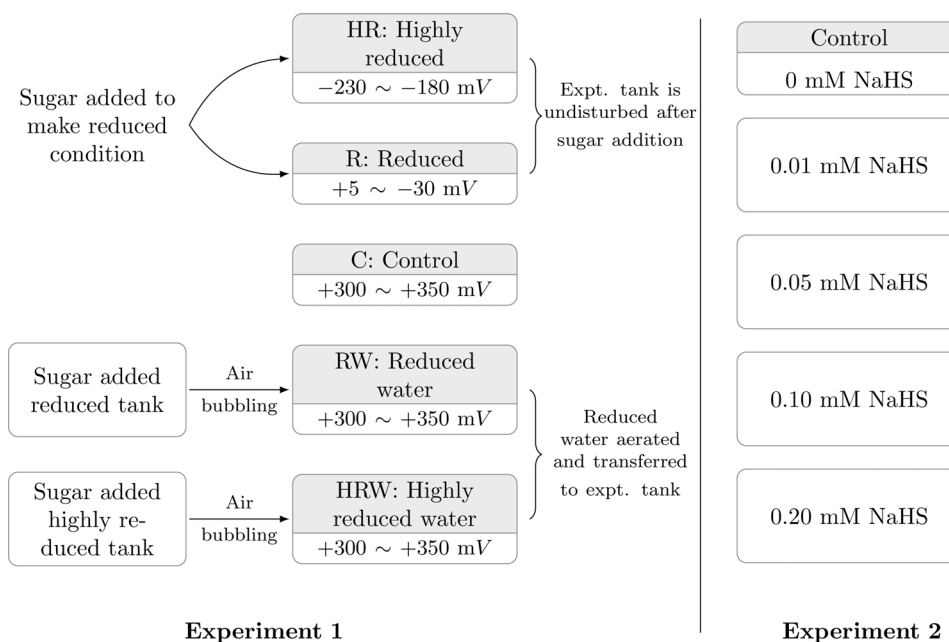 HR: Highly
reduced
−230 ∼ −180 mV
Sugar added to
make reduced
condition
Expt. tank is
undisturbed after
sugar addition
R: Reduced
+5 ∼ −30 mV
C: Control
+300 ∼ +350 mV
Sugar added
reduced tank
Air
bubbling
RW: Reduced
water
+300 ∼ +350 mV
Reduced
water aerated
and transferred
to expt. tank
Sugar added
highly re-
duced tank
Air
bubbling
HRW: Highly
reduced water
+300 ∼ +350 mV
Experiment 1
Control
0 mM NaHS
0.01 mM NaHS
0.05 mM NaHS
0.10 mM NaHS
0.20 mM NaHS
Experiment 2